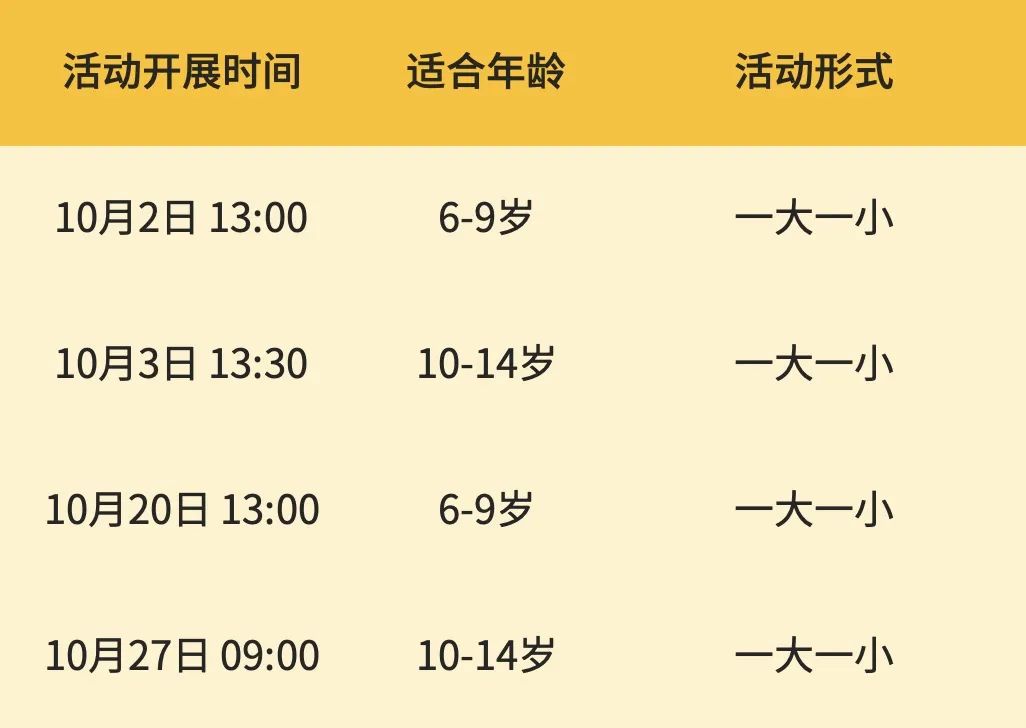 活动开展时间 适合年龄 活动形式
10月2日 13:00 6-9岁 一大一小
10月3日 13:30 10-14岁 一大一小
10月20日 13:00 6-9岁 一大一小
10月27日 09:00 10-14岁 一大一小